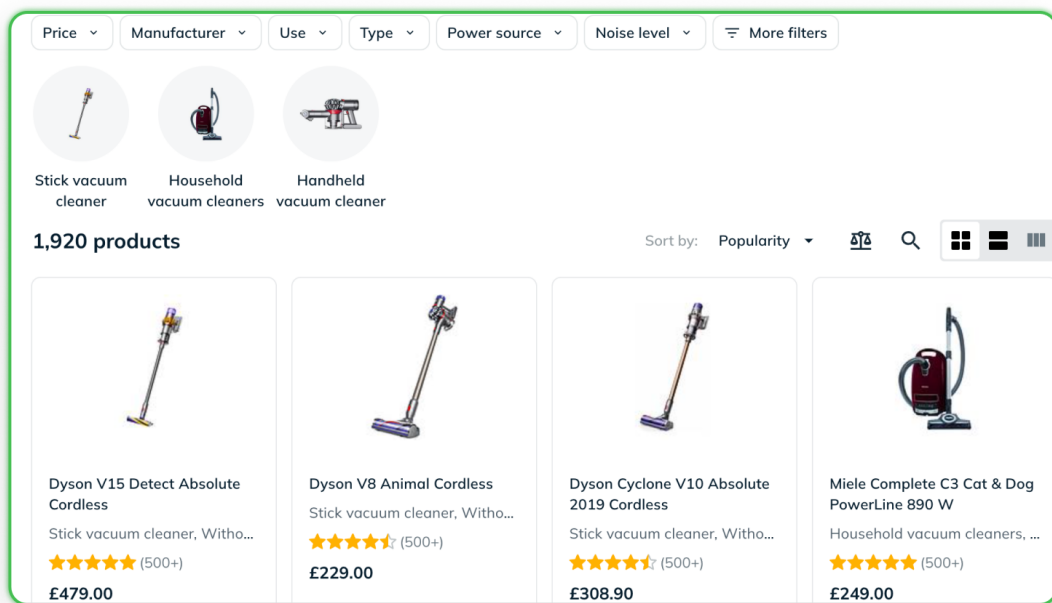 Price
Manufacturer
Use
Type
Power source
Noise level
More filters
Stick vacuum
cleaner
Household
vacuum cleaners
Handheld
vacuum cleaner
1,920 products
Sort by:
Popularity
Dyson V15 Detect Absolute
Cordless
Stick vacuum cleaner, Witho...
(500+)
£479.00
Dyson V8 Animal Cordless
Stick vacuum cleaner, Witho...
(500+)
£229.00
Dyson Cyclone V10 Absolute
2019 Cordless
Stick vacuum cleaner, Witho...
(500+)
£308.90
Miele Complete C3 Cat & Dog
PowerLine 890 W
Household vacuum cleaners, ...
(500+)
£249.00